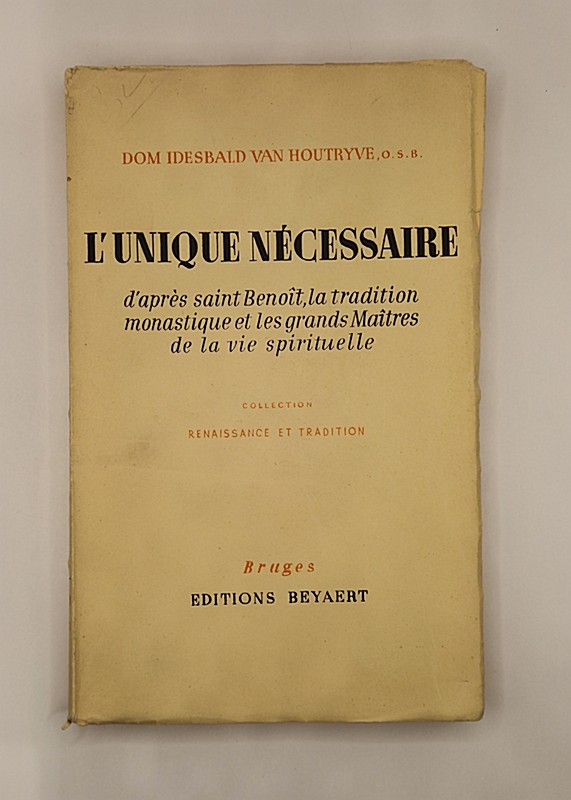 DOM IDESBALD VAN HOUTRYVE, O.S.B.
L'UNIQUE NÉCESSAIRE
d'après saint Benoît, la tradition
monastique et les grands Maîtres
de la vie spirituelle
COLLECTION
RENAISSANCE ET TRADITION
Bruges
EDITIONS BEYAERT